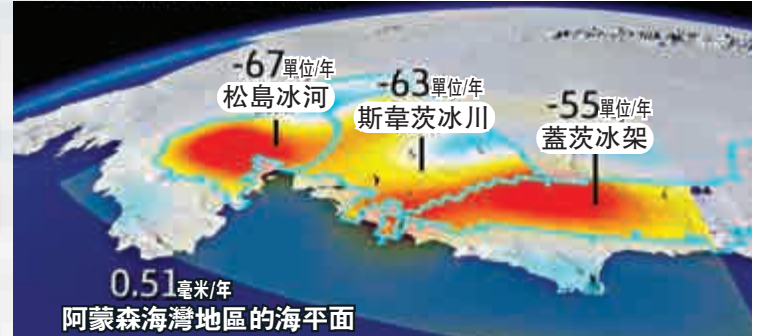 -67單位/年
松島冰河
-63單位/年
斯韋茨冰川
-55單位/年
蓋茨冰架
0.51毫米/年
阿蒙森海灣地區的海平面